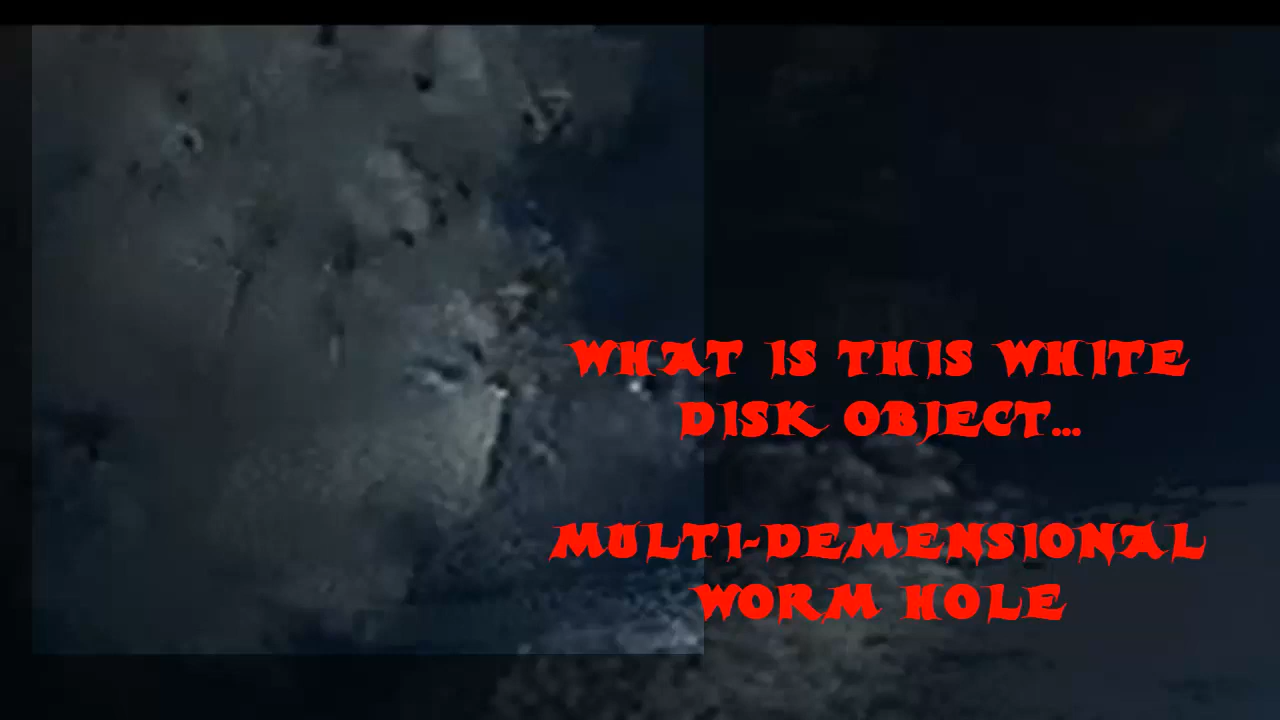 WHAT IS THIS WHITE
DISK OBJECT...
MULTI-DEMENSIONAL
WORM HOLE